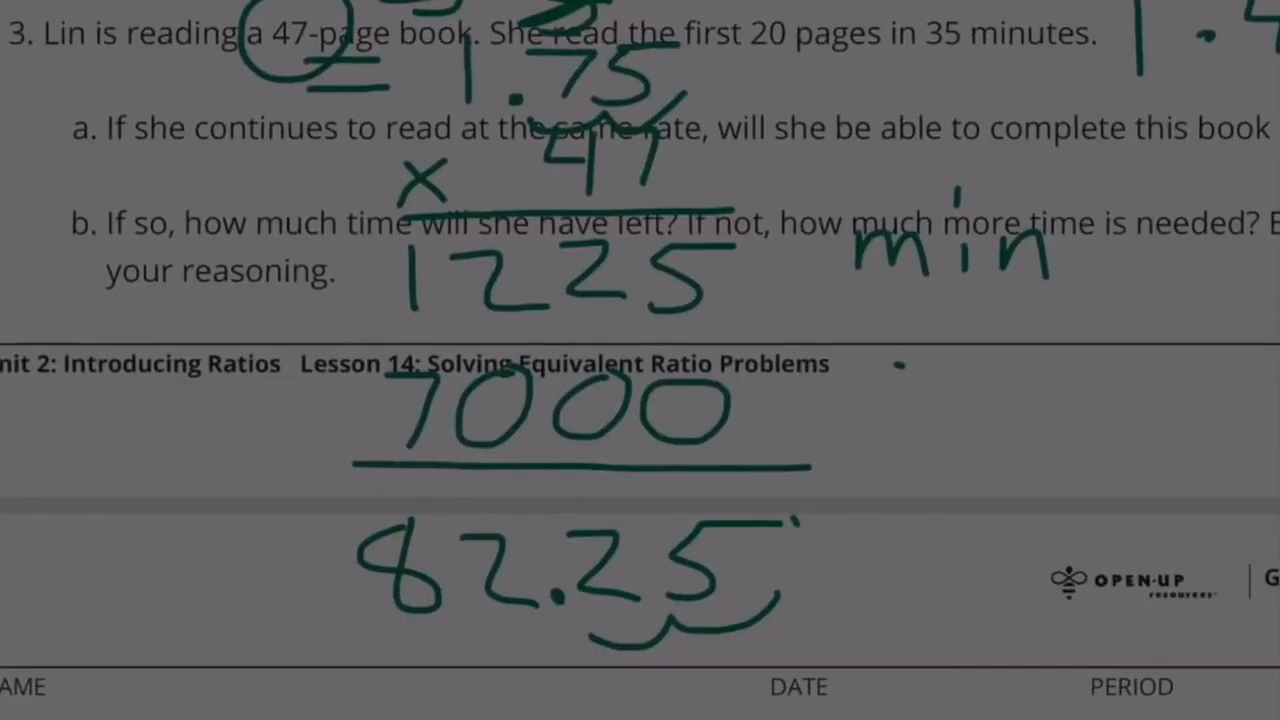 3. Lin is reading a 47-page book. She read the first 20 pages in 35 minutes.
1.75
a. If she continues to read at the same rate, will she be able to complete this book
× 47
b. If so, how much time will she have left? If not, how much more time is needed?
your reasoning.
min
1225
nit 2: Introducing Ratios Lesson 14: Solving Equivalent Ratio Problems
7000
82.25
OPEN-UP
resources
G
AME DATE PERIOD